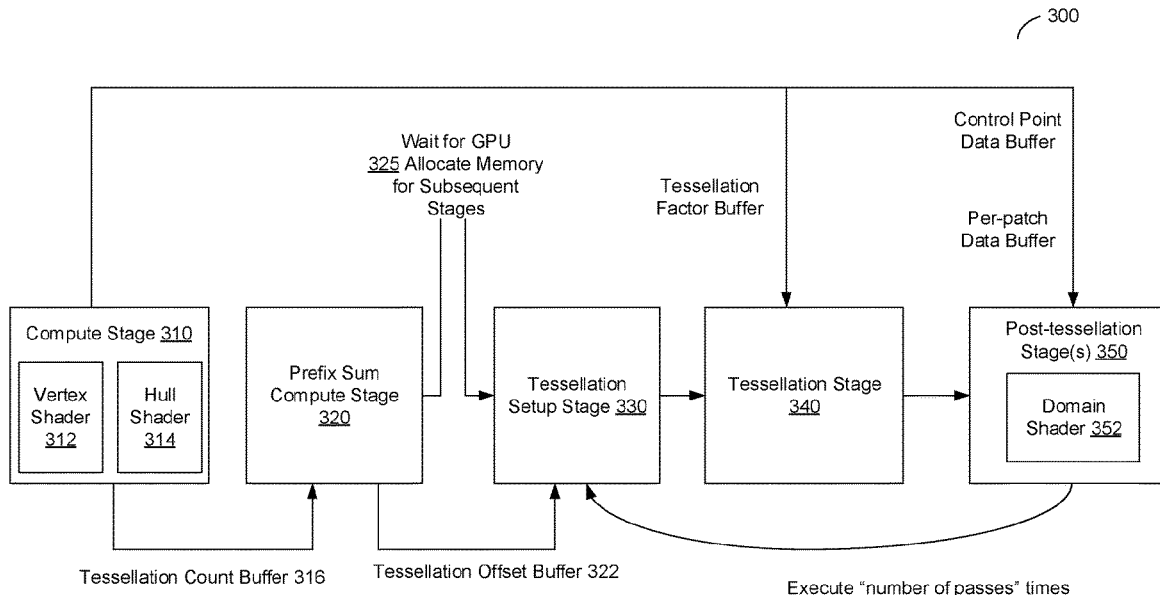 300
Wait for GPU
325 Allocate Memory
for Subsequent
Stages
Tessellation
Factor Buffer
Control Point
Data Buffer
Per-patch
Data Buffer
Compute Stage 310
Vertex
Shader
312
Hull
Shader
314
Prefix Sum
Compute Stage
320
Tessellation
Setup Stage 330
Tessellation Stage
340
Post-tessellation
Stage(s) 350
Domain
Shader 352
Tessellation Count Buffer 316
Tessellation Offset Buffer 322
Execute "number of passes" times